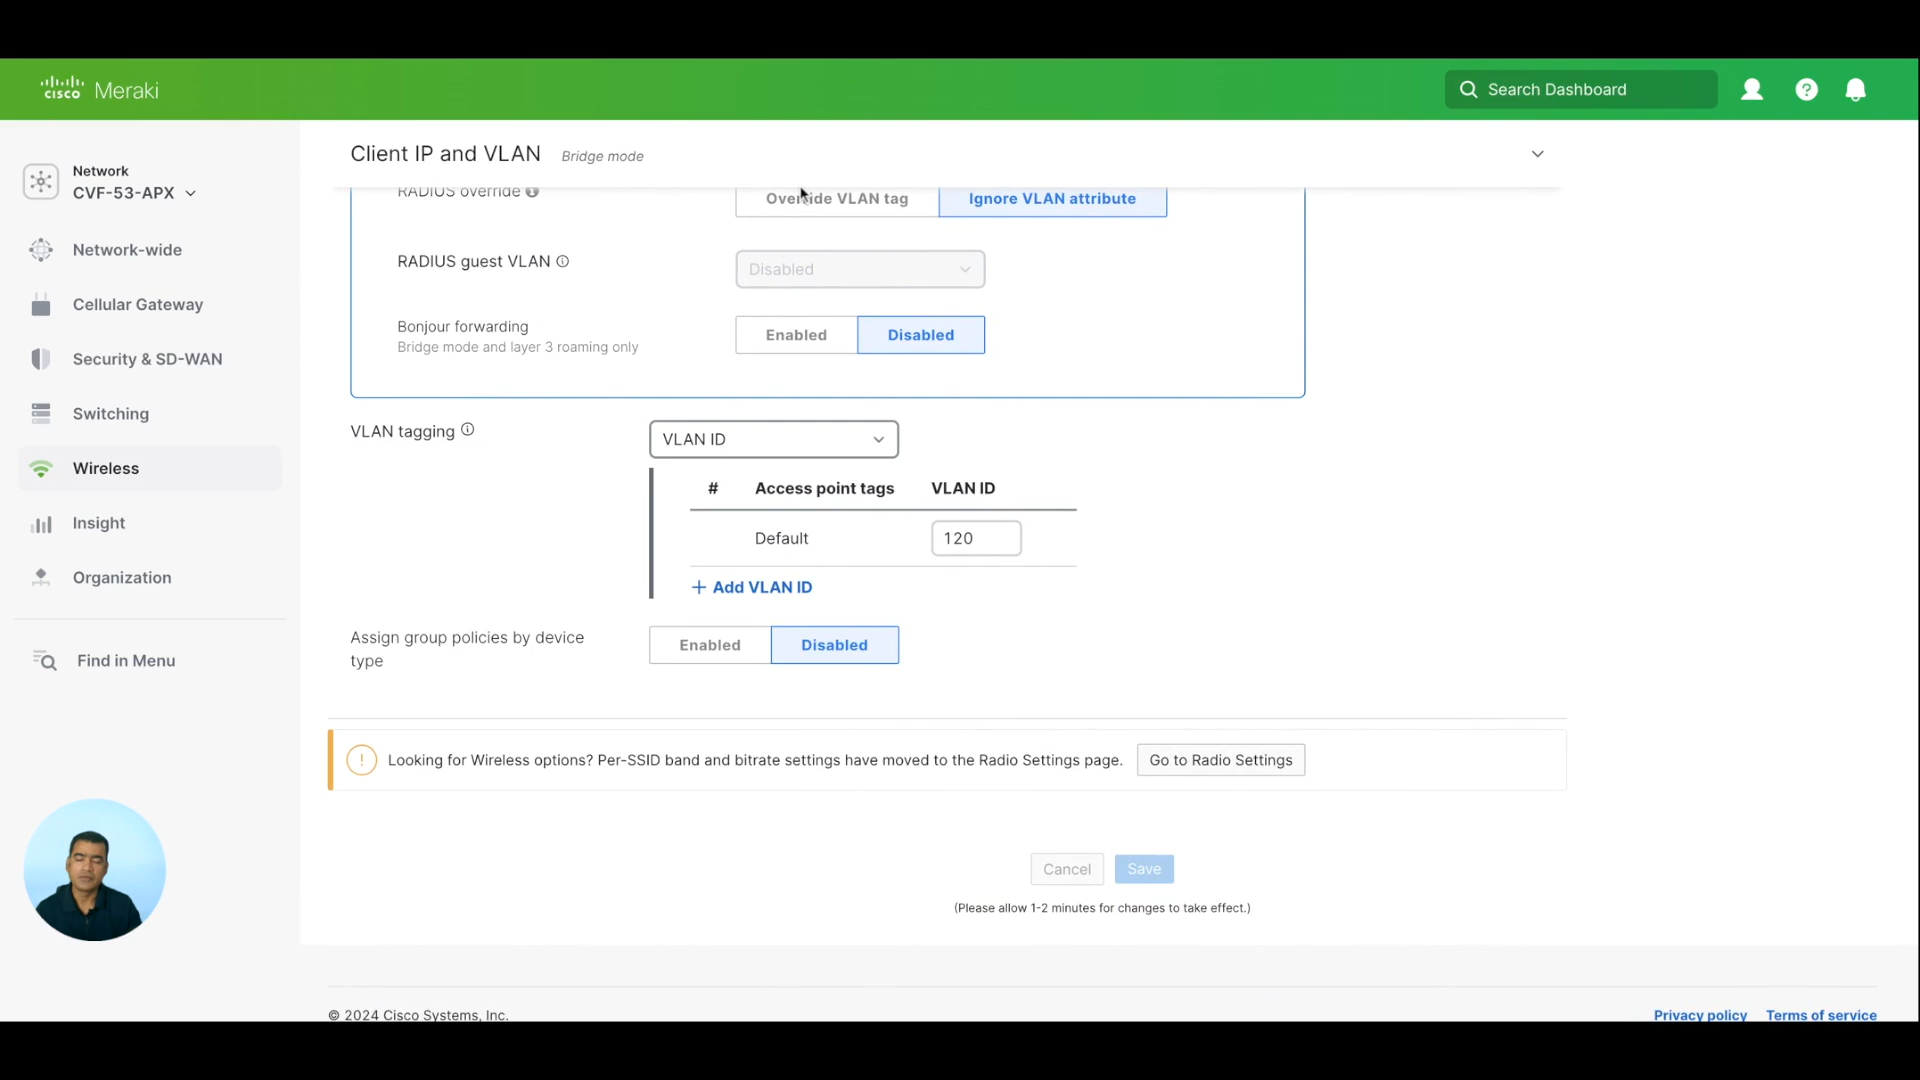 cisco Meraki
Search Dashboard
?
Network
CVF-53-APX
Network-wide
Cellular Gateway
Security & SD-WAN
Switching
Wireless
Insight
Organization
Find in Menu
Client IP and VLAN Bridge mode
RADIUS override
Override VLAN tag
Ignore VLAN attribute
RADIUS guest VLAN
Disabled
Bonjour forwarding
Bridge mode and layer 3 roaming only
Enabled
Disabled
VLAN tagging
VLAN ID
# Access point tags VLAN ID
Default 120
+ Add VLAN ID
Assign group policies by device
type
Enabled
Disabled
! Looking for Wireless options? Per-SSID band and bitrate settings have moved to the Radio Settings page. Go to Radio Settings
Cancel Save
(Please allow 1-2 minutes for changes to take effect.)
© 2024 Cisco Systems, Inc.
Privacy policy Terms of service